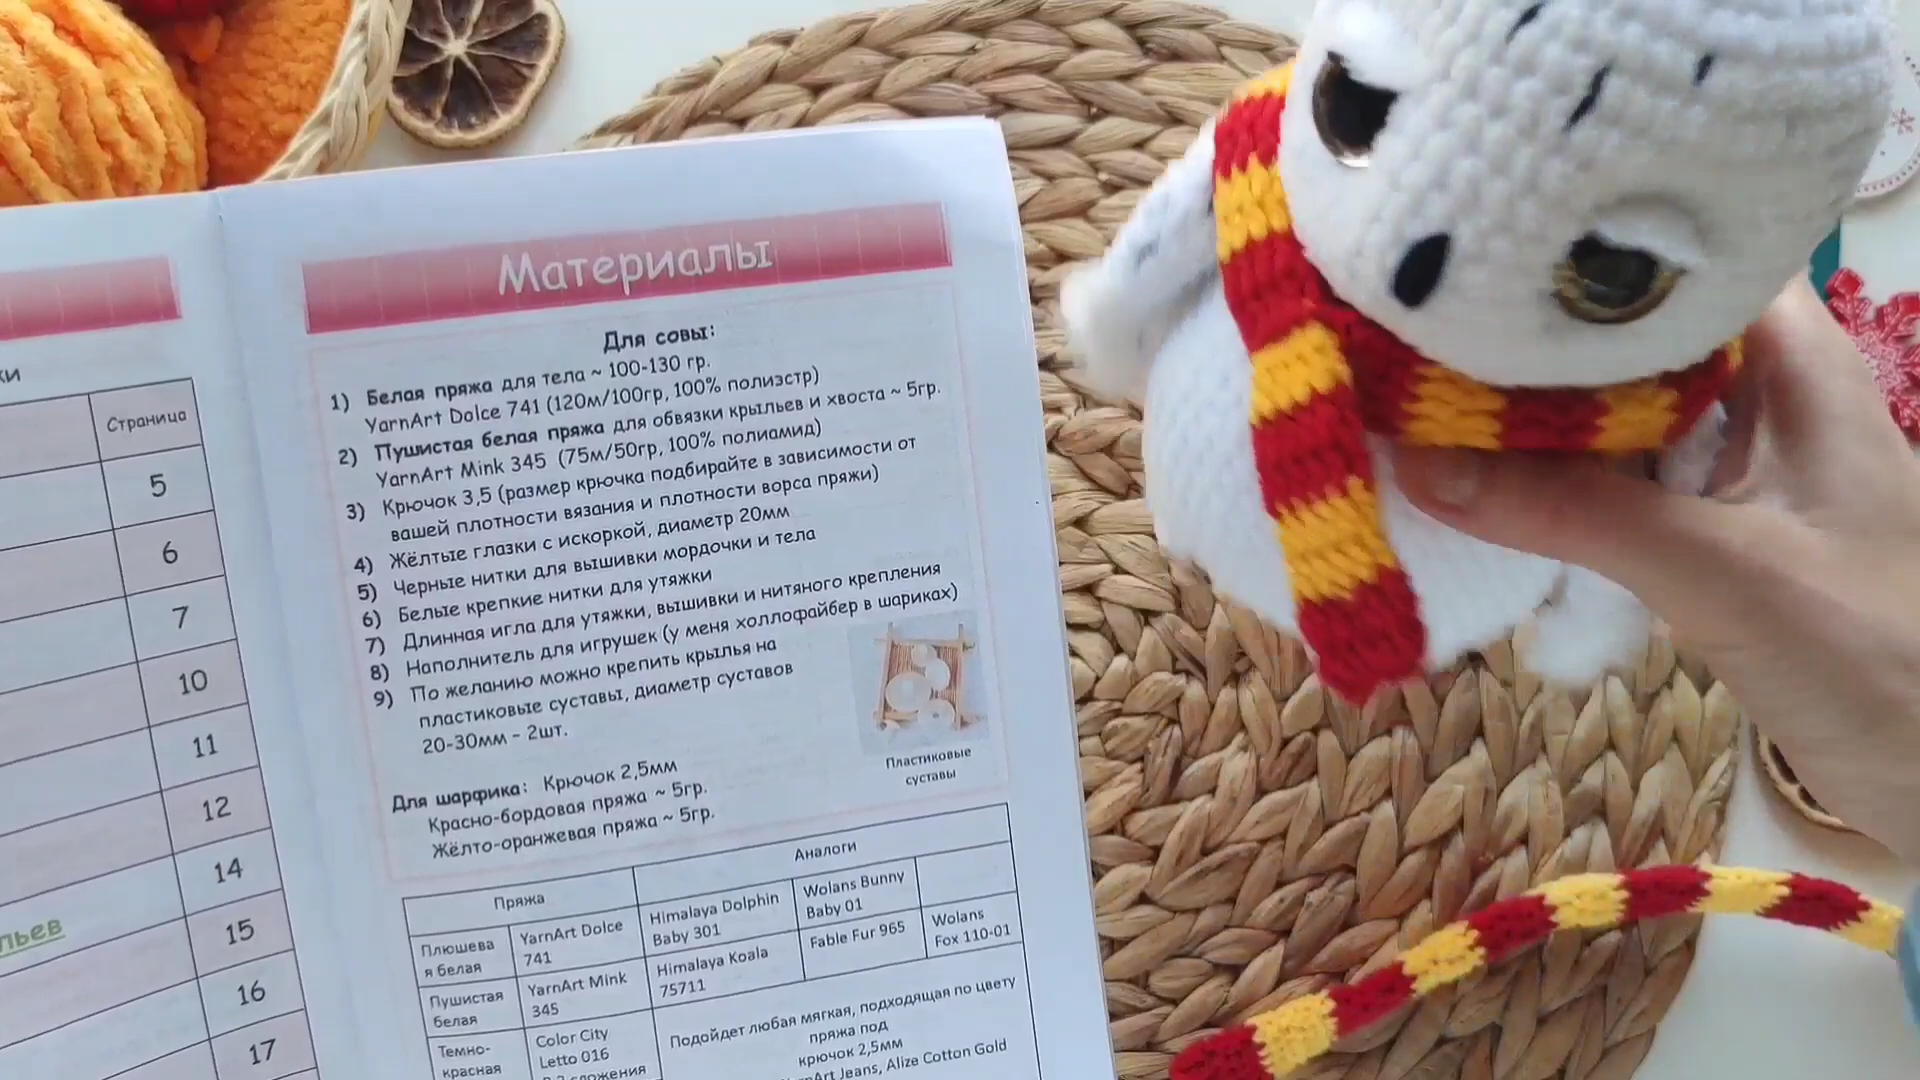 Страница
5
6
7
10
11
12
14
15
16
17
Материалы
Для совы:
1) Белая пряжа для тела ~ 100-130 гр.
YarnArt Dolce 741 (120м/100гр, 100% полиэстр)
2) Пушистая белая пряжа для обвязки крыльев и хвоста ~ 5гр.
YarnArt Mink 345 (75м/50гр, 100% полиамид)
3) Крючок 3,5 (размер крючка подбирайте в зависимости от
вашей плотности вязания и плотности ворса пряжи)
4) Жёлтые глазки с искоркой, диаметр 20мм
5) Черные нитки для вышивки мордочки и тела
6) Белые крепкие нитки для утяжки
7) Длинная игла для утяжки, вышивки и нитяного крепления
8) Наполнитель для игрушек (у меня холлофайбер в шариках)
9) По желанию можно крепить крылья на
пластиковые суставы, диаметр суставов
20-30мм - 2шт.
Пластиковые
суставы
Для шарфика: Крючок 2,5мм
Красно-бордовая пряжа ~ 5гр.
Жёлто-оранжевая пряжа ~ 5гр.
Пряжа
Аналоги
Плюшева
я белая
YarnArt Dolce
741
Himalaya Dolphin
Baby 301
Wolans Bunny
Baby 01
Пушистая
белая
YarnArt Mink
345
Himalaya Koala
75711
Fable Fur 965
Wolans
Fox 110-01
Темно-
красная
Color City
Letto 016
сложения
Подойдет любая мягкая, подходящая по цвету
пряжа под
крючок 2,5мм
Jeans, Alize Cotton Gold